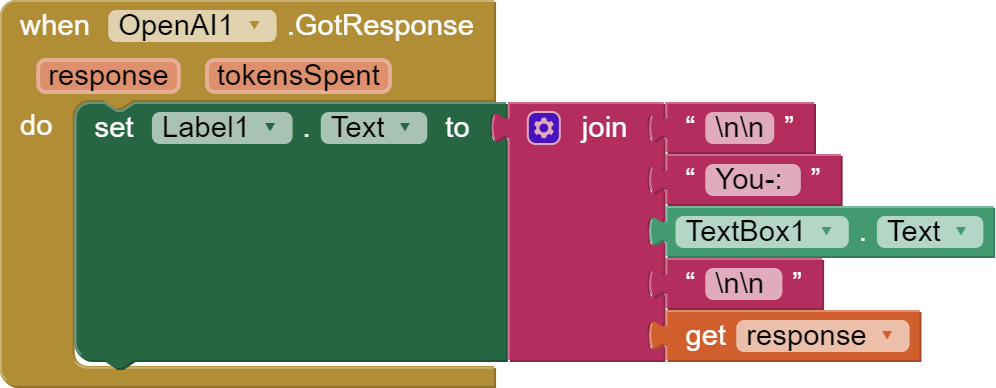 when OpenAI1 .GotResponse
response tokensSpent
do set Label1 . Text to join “ \n\n ”
“ You-: ”
TextBox1 . Text
“ \n\n ”
get response